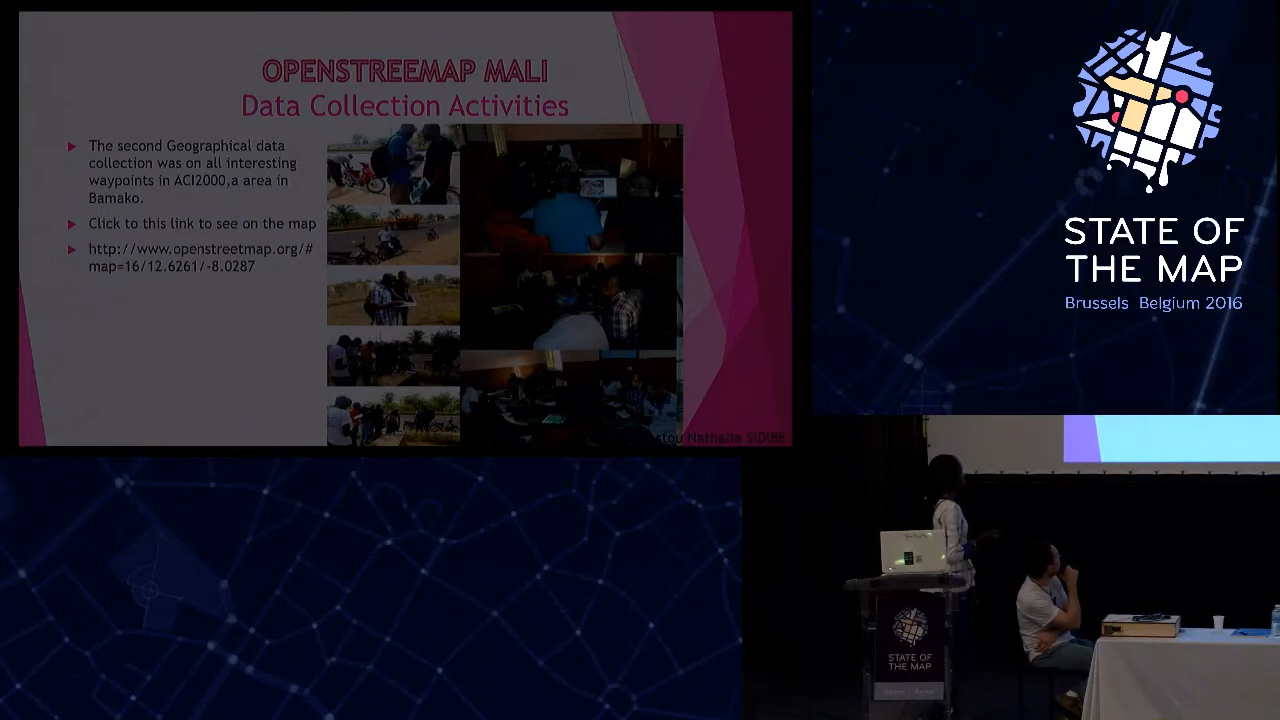 OPENSTREEMAP MALI
Data Collection Activities
The second Geographical data
collection was on all interesting
waypoints in ACI2000,a area in
Bamako.
Click to this link to see on the map
http://www.openstreetmap.org/#
map=16/12.6261/-8.0287
Nathalie SIDIBE
STATE OF
THE MAP
Brussels Belgium 2016
STATE OF
THE MAP